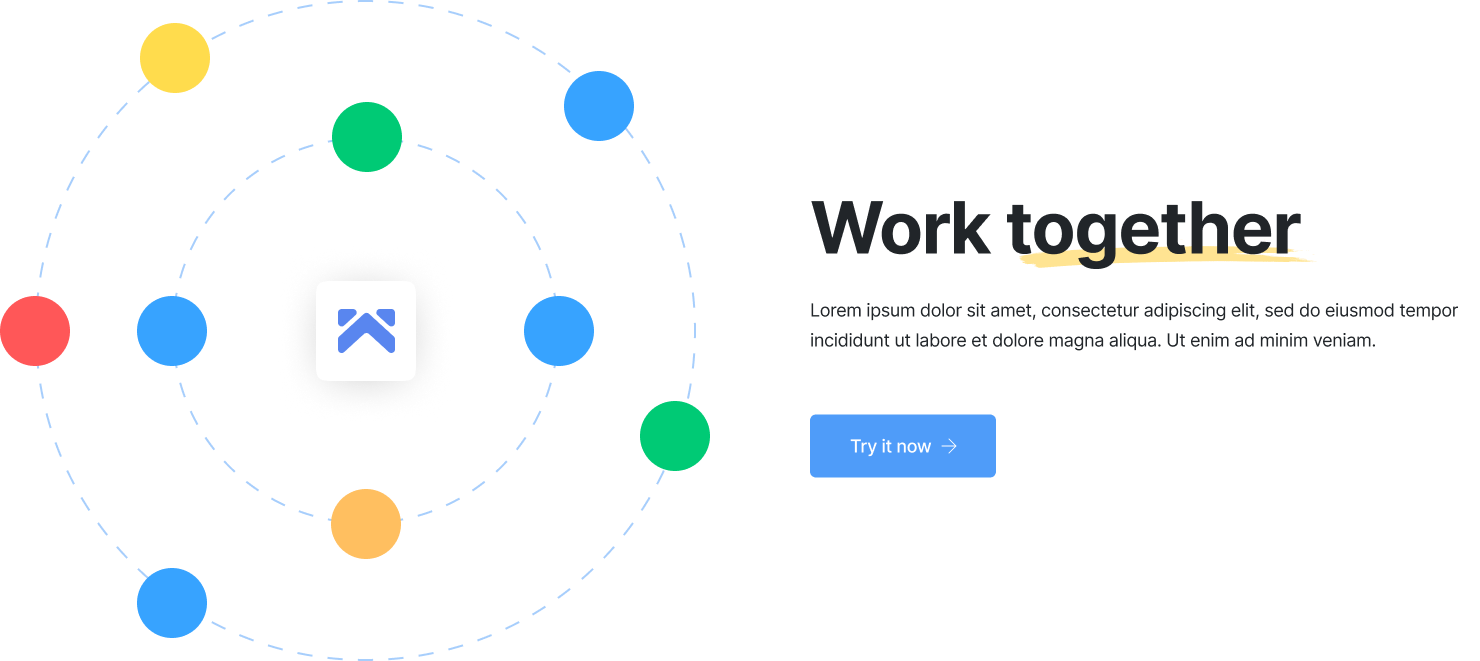 Work together
Lorem ipsum dolor sit amet, consectetur adipiscing elit, sed do eiusmod tempor
incididunt ut labore et dolore magna aliqua. Ut enim ad minim veniam.
Try it now →